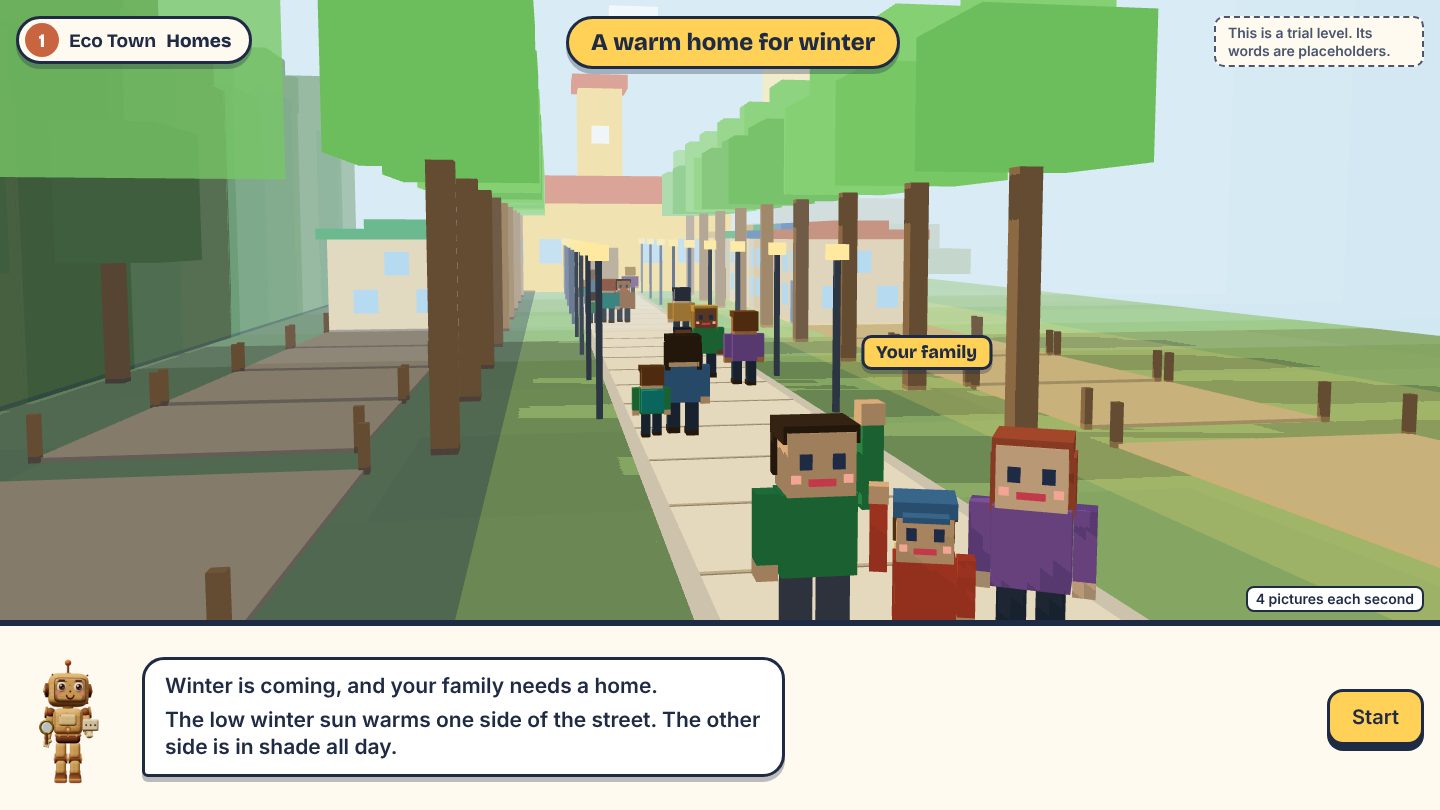 1 Eco Town Homes
A warm home for winter
This is a trial level. Its
words are placeholders.
Your family
4 pictures each second
Winter is coming, and your family needs a home.
The low winter sun warms one side of the street. The other
side is in shade all day.
Start